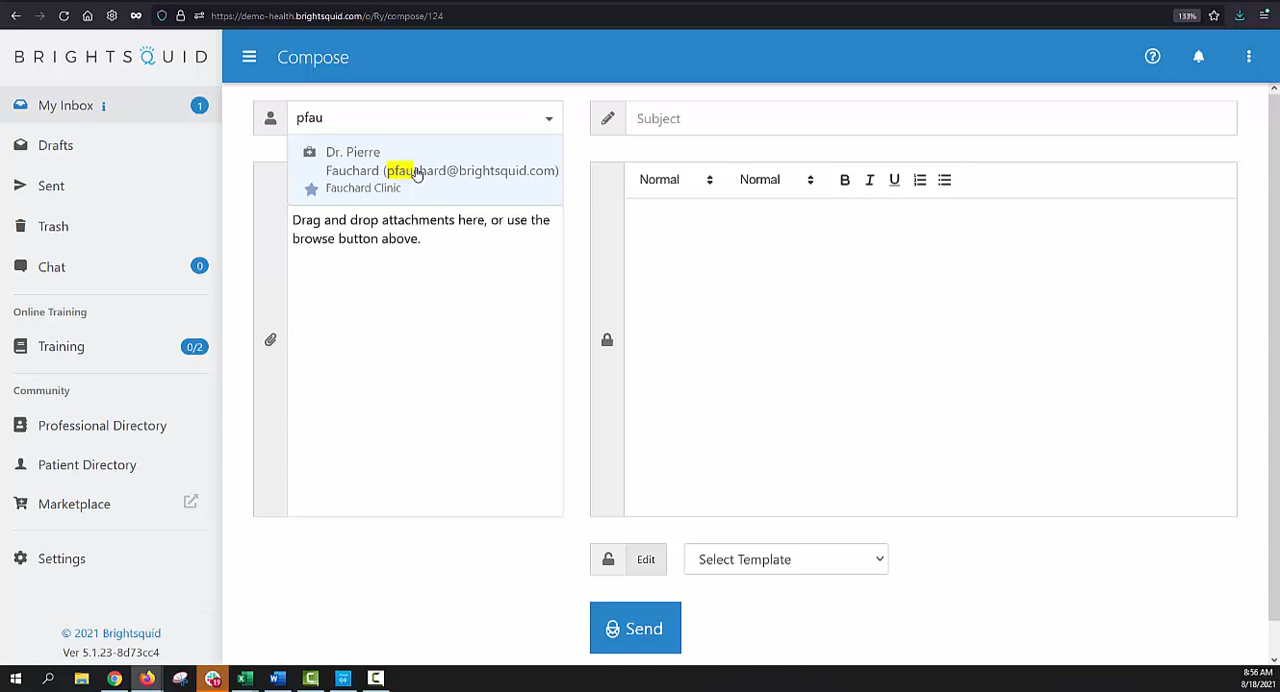 https://demo-health.brightsquid.com/o/Ry/compose/124
133%
BRIGHTSQUID
Compose
My Inbox i 1
Drafts
Sent
Trash
Chat 0
Online Training
Training 0/2
Community
Professional Directory
Patient Directory
Marketplace
Settings
© 2021 Brightsquid
Ver 5.1.23-8d73cc4
pfau
Dr. Pierre
Fauchard (pfauchard@brightsquid.com)
Fauchard Clinic
Drag and drop attachments here, or use the
browse button above.
Subject
Normal Normal B I U
Edit Select Template
Send
8:56 AM
8/18/2021